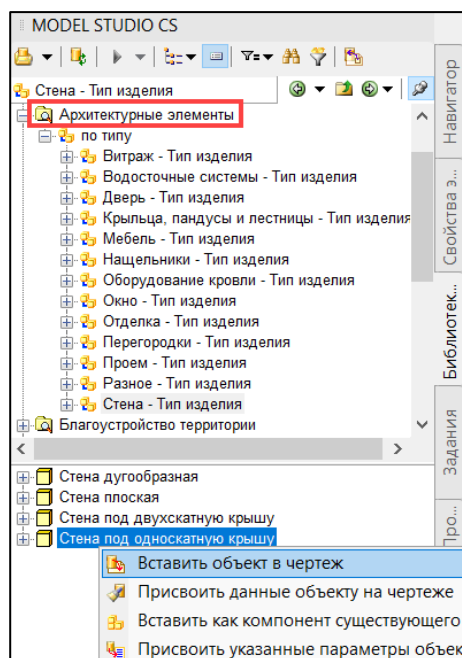 MODEL STUDIO CS
Стена - Тип изделия
Архитектурные элементы
по типу
Витраж - Тип изделия
Водосточные системы - Тип изделия
Дверь - Тип изделия
Крыльца, пандусы и лестницы - Тип изделия
Мебель - Тип изделия
Нащельники - Тип изделия
Оборудование кровли - Тип изделия
Окно - Тип изделия
Отделка - Тип изделия
Перегородки - Тип изделия
Проем - Тип изделия
Разное - Тип изделия
Стена - Тип изделия
Благоустройство территории
Стена дугообразная
Стена плоская
Стена под двухскатную крышу
Стена под односкатную крышу
Вставить объект в чертеж
Присвоить данные объекту на чертеже
Вставить как компонент существующего
Присвоить указанные параметры объек
Навигатор
Свойства э...
Библиотек...
Задания
Про...